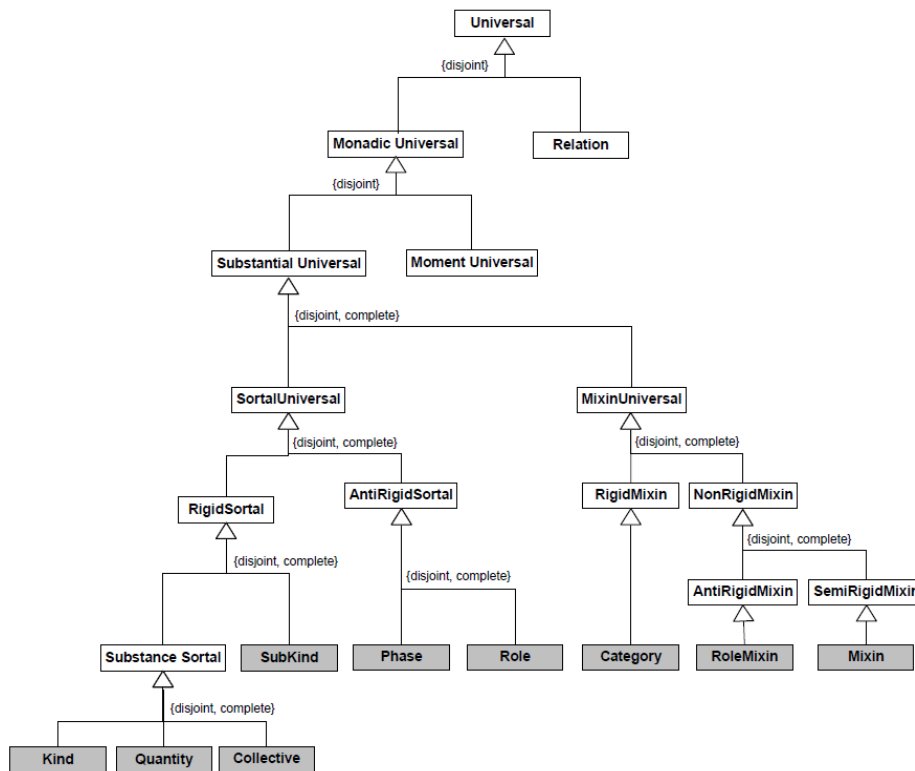 Universal
{disjoint}
Monadic Universal
Relation
{disjoint}
Substantial Universal
Moment Universal
{disjoint, complete}
SortalUniversal
MixinUniversal
{disjoint, complete}
{disjoint, complete}
RigidSortal
AntiRigidSortal
RigidMixin
NonRigidMixin
{disjoint, complete}
{disjoint, complete}
{disjoint, complete}
AntiRigidMixin
SemiRigidMixin
Substance Sortal
SubKind
Phase
Role
Category
RoleMixin
Mixin
{disjoint, complete}
Kind
Quantity
Collective